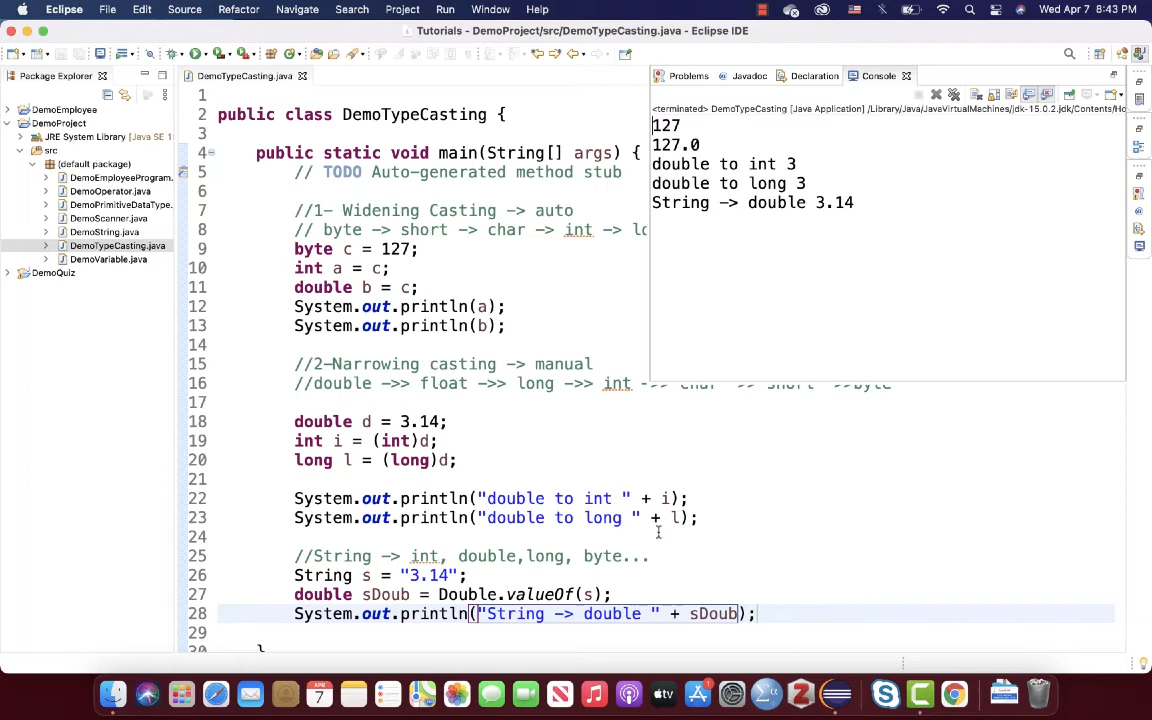 Eclipse File Edit Source Refactor Navigate Search Project Run Window Help Wed Apr 7 8:43 PM
Tutorials - DemoProject/src/DemoTypeCasting.java - Eclipse IDE
Package Explorer
DemoTypeCasting.java
Problems Javadoc Declaration Console
DemoEmployee
DemoProject
JRE System Library [Java SE 1
src
(default package)
DemoEmployeeProgram.
DemoOperator.java
DemoPrimitiveDataType.
DemoScanner.java
DemoString.java
DemoTypeCasting.java
DemoVariable.java
DemoQuiz
1
2 public class DemoTypeCasting {
3
4 public static void main(String[] args) {
5 // TODO Auto-generated method stub
6
7 //1- Widening Casting -> auto
8 // byte -> short -> char -> int -> lo
9 byte c = 127;
10 int a = c;
11 double b = c;
12 System.out.println(a);
13 System.out.println(b);
14
15 //2-Narrowing casting -> manual
16 //double ->> float ->> long ->> int ->> char ->> short ->>byte
18 double d = 3.14;
19 int i = (int)d;
20 long l = (long)d;
21
22 System.out.println("double to int " + i);
23 System.out.println("double to long " + l);
24
25 //String -> int, double,long, byte...
26 String s = "3.14";
27 double sDoub = Double.valueOf(s);
28 System.out.println("String -> double " + sDoub);
29
30 }
<terminated> DemoTypeCasting [Java Application] /Library/Java/JavaVirtualMachines/jdk-15.0.2.jdk/Contents/Ho
127
127.0
double to int 3
double to long 3
String -> double 3.14
APR
7
tv
1